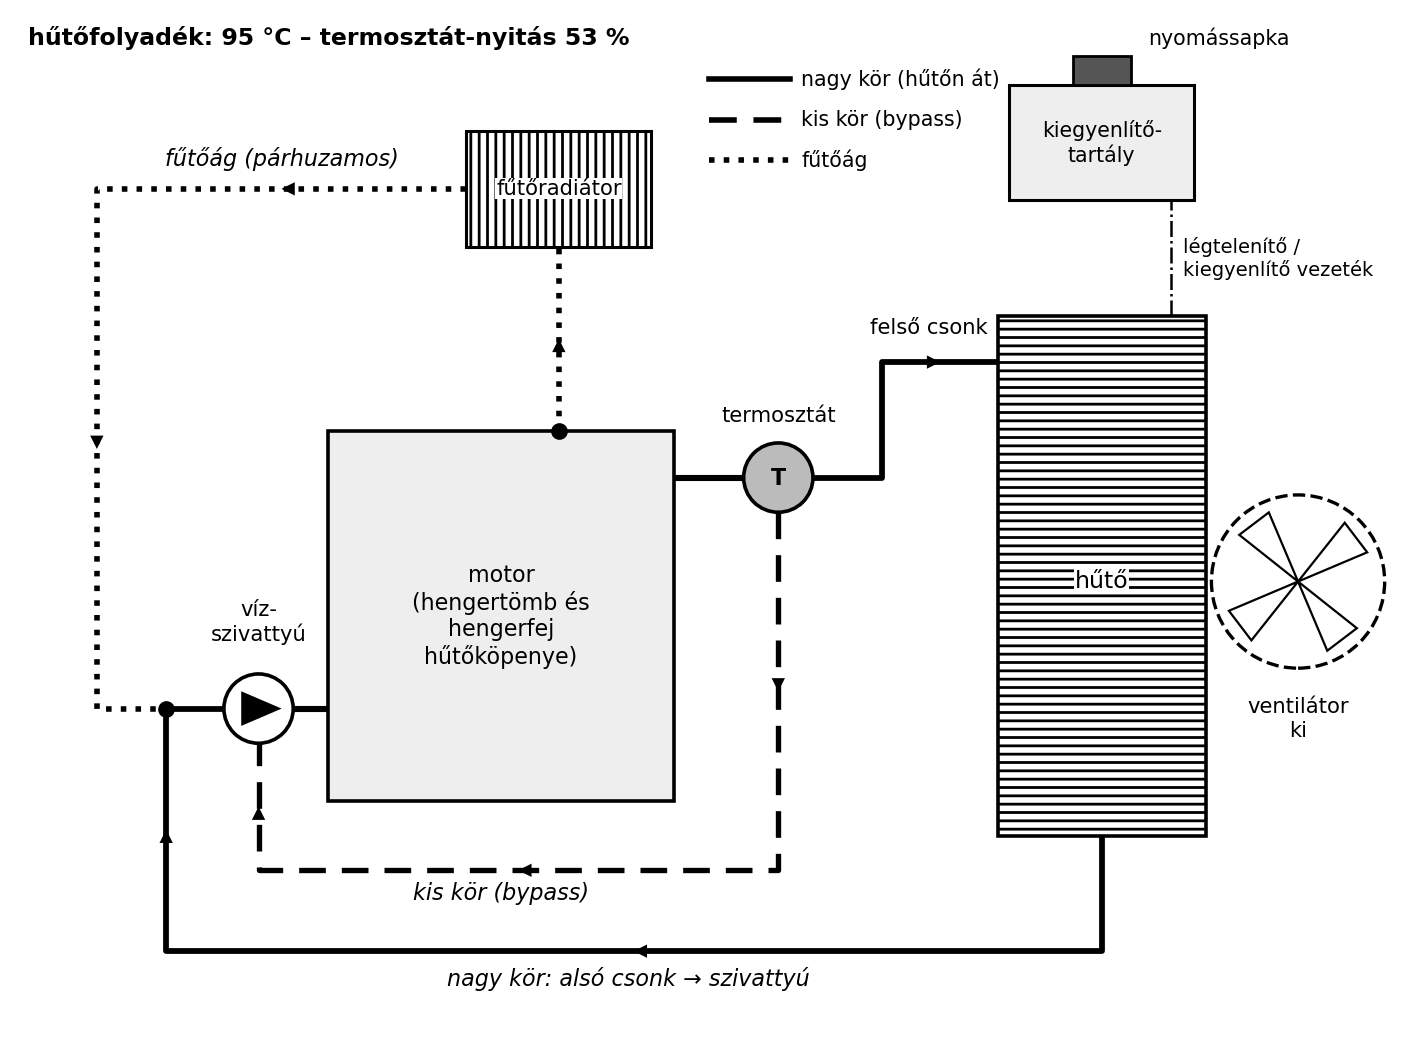 hűtőfolyadék: 95 °C – termosztát-nyitás 53 %
nyomássapka
nagy kör (hűtőn át)
kis kör (bypass)
fűtőág
kiegyenlítő-
tartály
fűtőág (párhuzamos)
fűtőradiátor
légtelenítő /
kiegyenlítő vezeték
felső csonk
termosztát
T
motor
(hengertömb és
hengerfej
hűtőköpenye)
hűtő
víz-
szivattyú
ventilátor
ki
kis kör (bypass)
nagy kör: alsó csonk → szivattyú